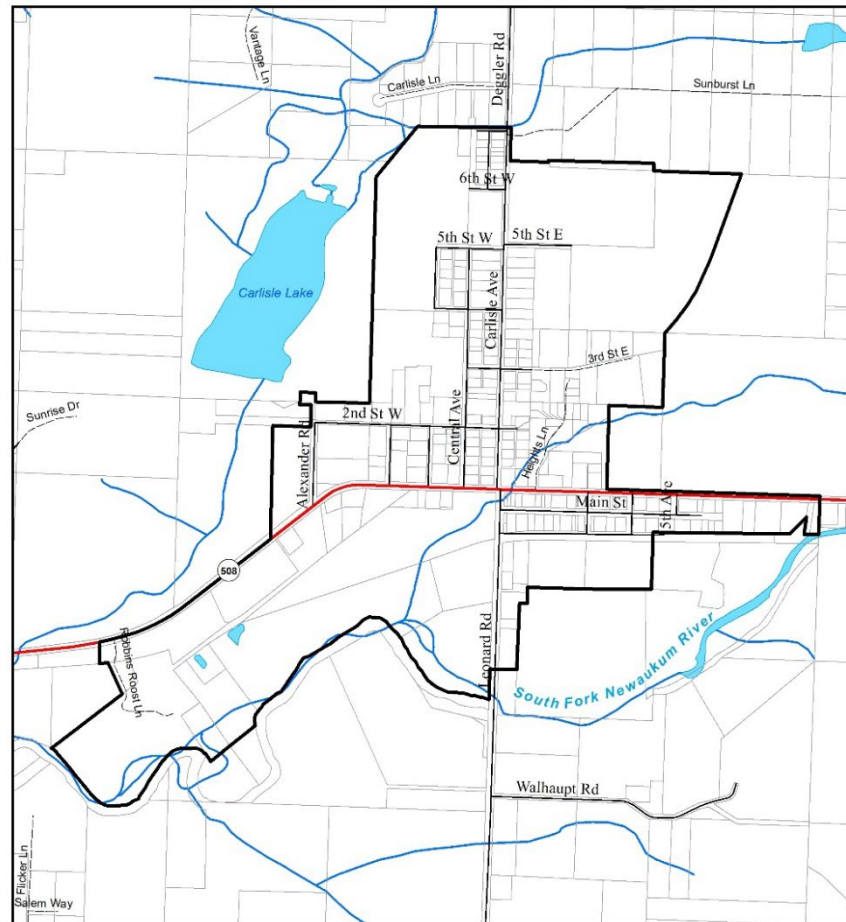 Vantage Ln
Deggler Rd
Carlisle Ln
Sunburst Ln
6th St W
5th St W
5th St E
Carlisle Ave
Carlisle Lake
3rd St E
Sunrise Dr
2nd St W
Central Ave
Heights Ln
Alexander Rd
Main St
5th Ave
508
Robbins Roost Ln
Leonard Rd
South Fork Newaukum River
Walhaupt Rd
Flicker Ln
Salem Way